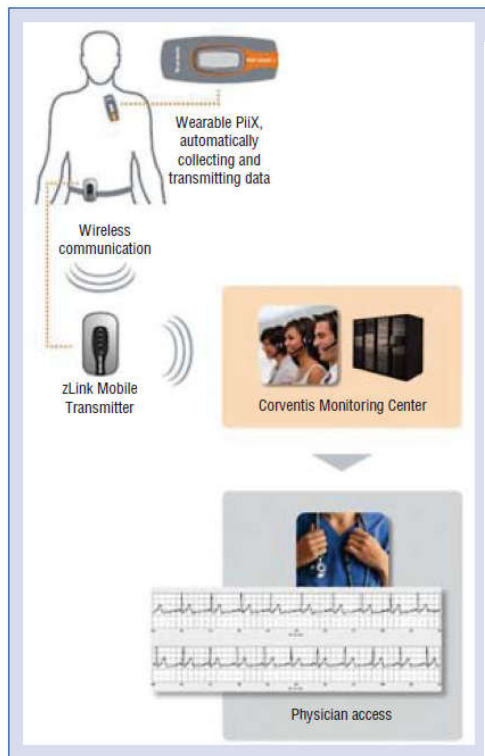 Wearable PiiX,
automatically
collecting and
transmitting data
Wireless
communication
zLink Mobile
Transmitter
Corventis Monitoring Center
Physician access